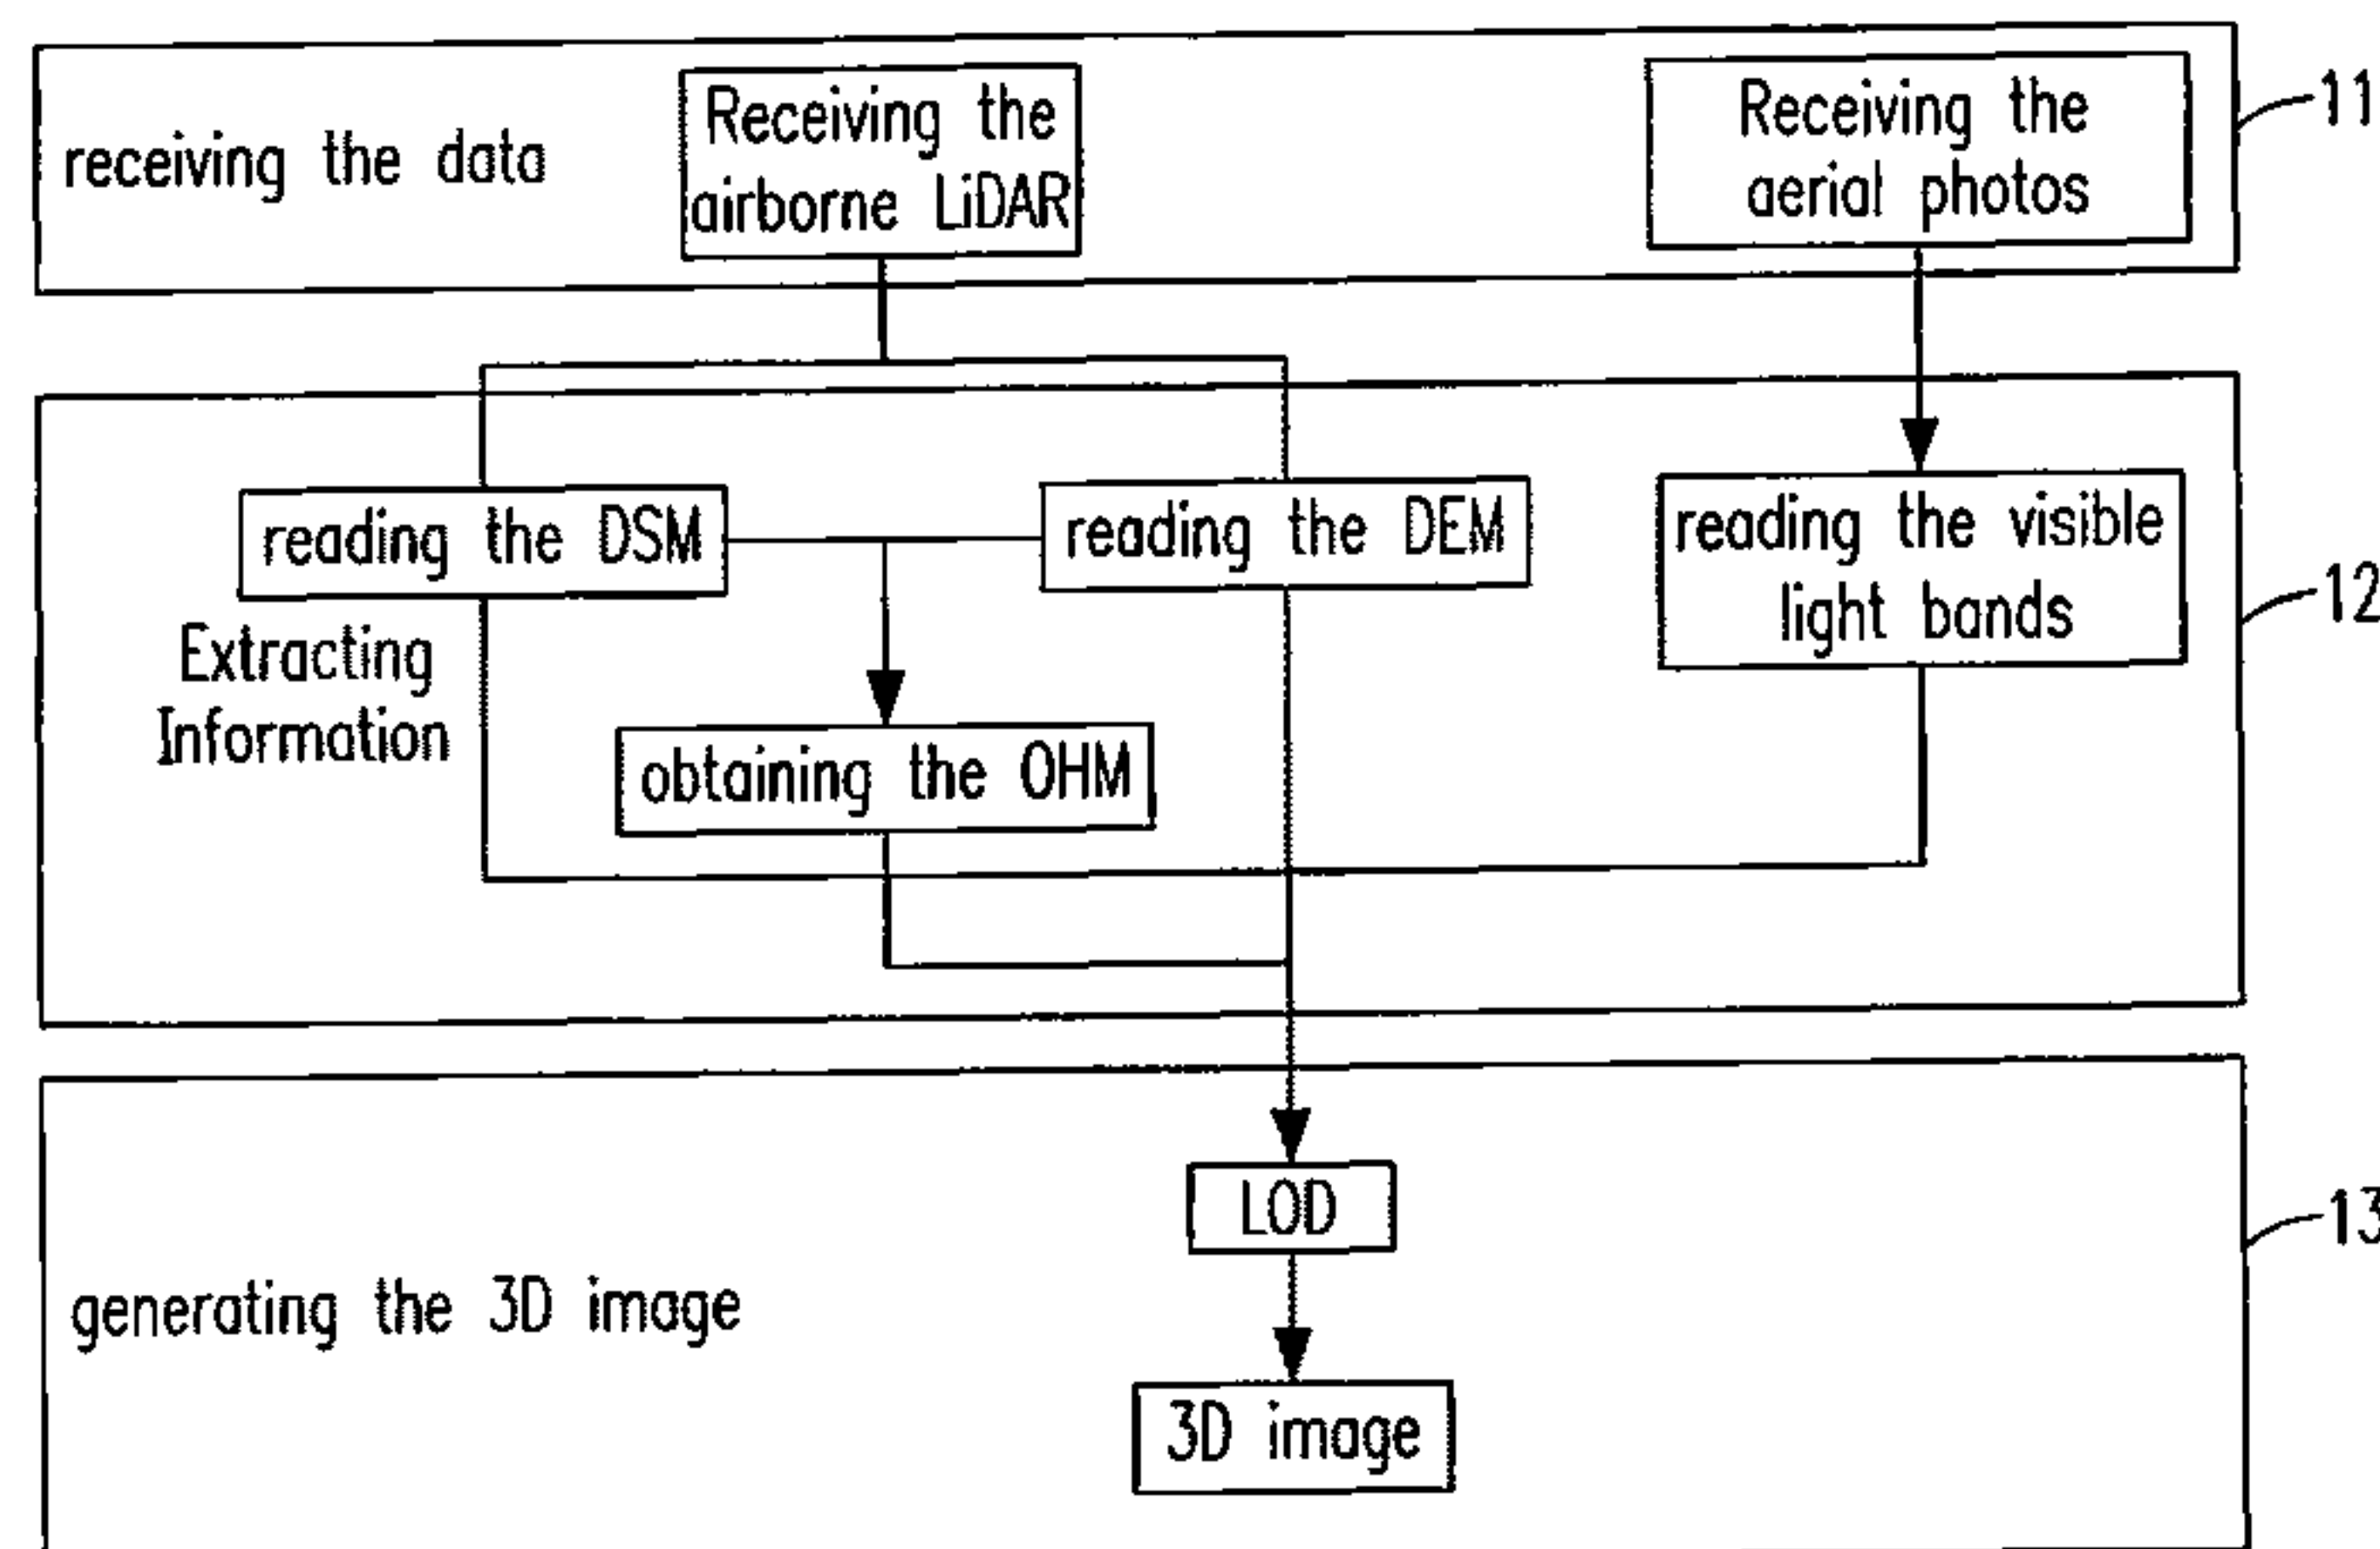 receiving the data
Receiving the
airborne LiDAR
Receiving the
aerial photos
11
reading the DSM
reading the DEM
reading the visible
light bands
12
Extracting
Information
obtaining the OHM
LOD
13
generating the 3D image
3D image